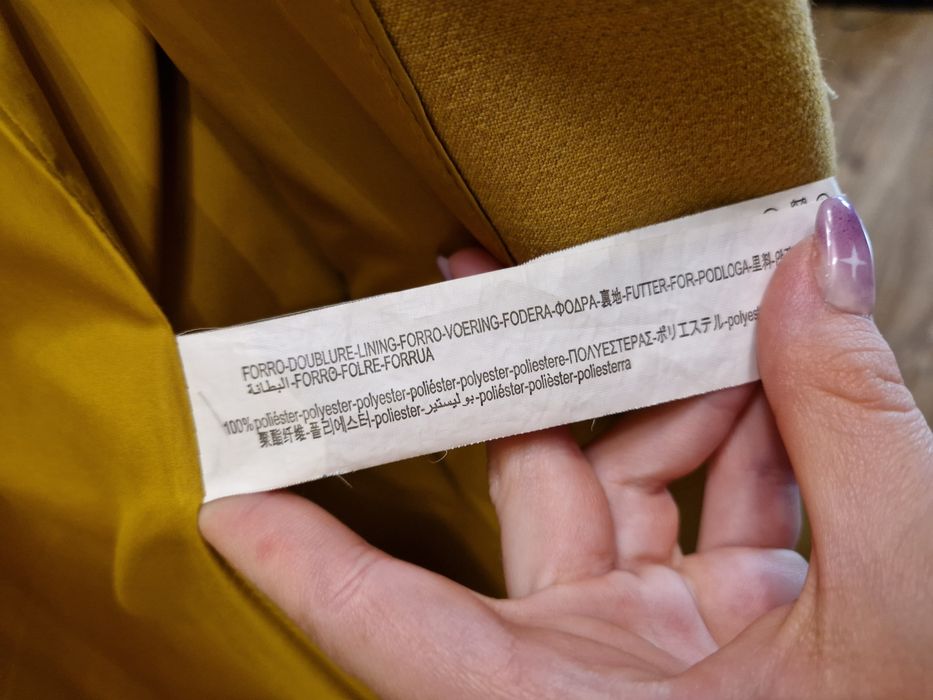 FORRO-DOUBLURE-LINING-FORRO-VOERING-FODERA-ΦΟΔΡΑ-裏地-FUTTER-FOR-PODLOGA-里料-
البطانة-FORRO-FOLRE-FORRUA
100% poliéster-polyester-polyester-poliéster-polyester-poliestere-ΠΟΛΥΕΣΤΕΡΑΣ-ポリエステル-
聚酯纤维-폴리에스터-poliester-بوليستير-poliéster-polièster-poliesterra